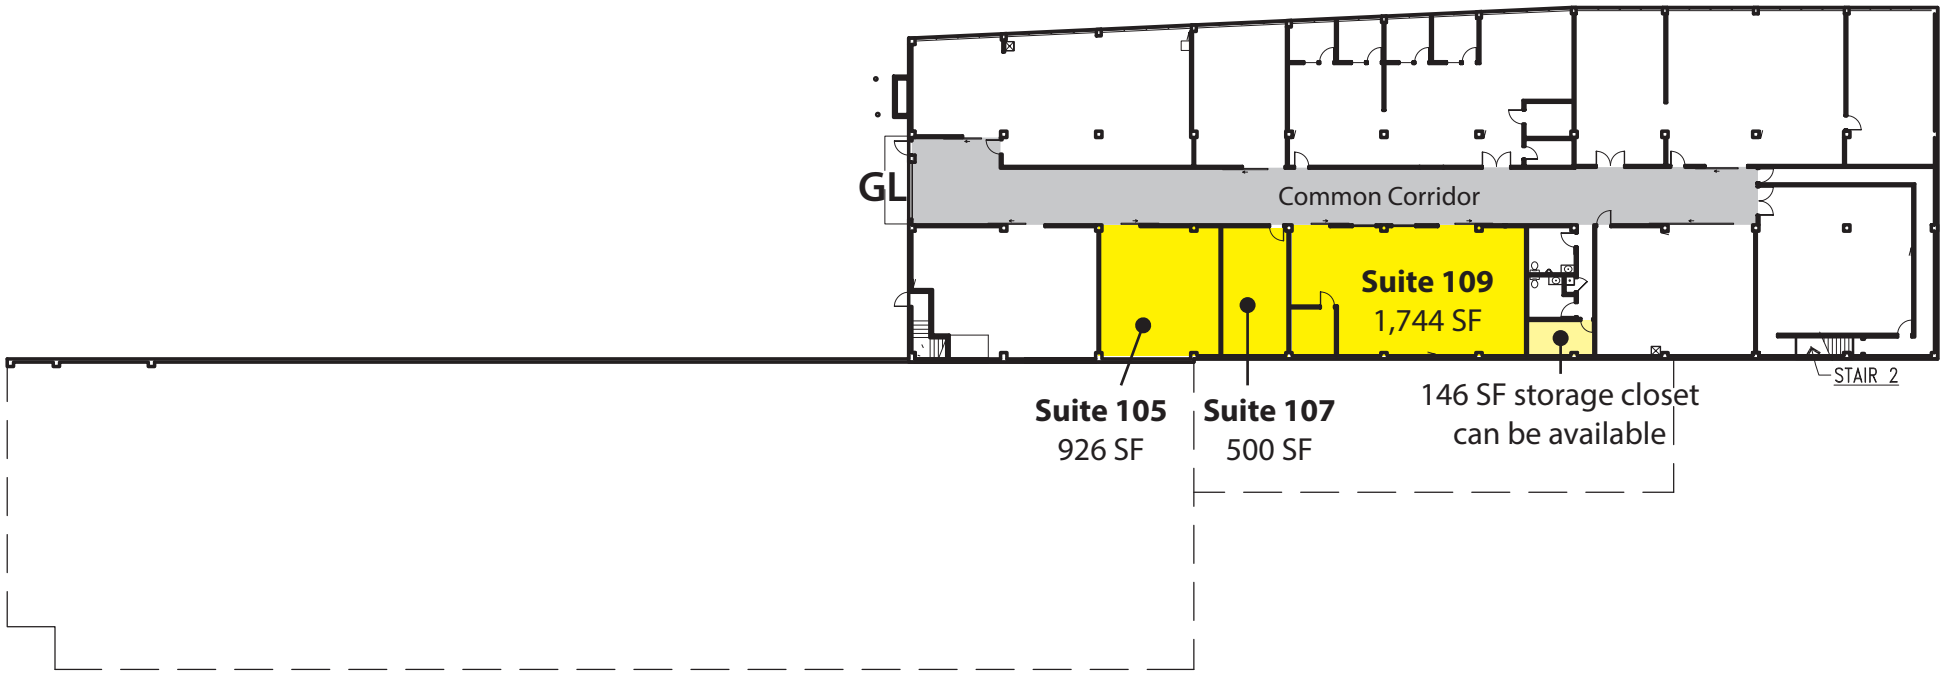 GL
Common Corridor
Suite 109
1,744 SF
STAIR 2
Suite 105
926 SF
Suite 107
500 SF
146 SF storage closet
can be available